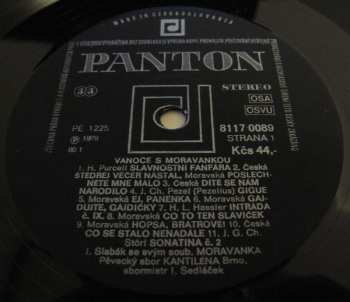 MADE IN CZECHOSLOVAKIA
PANTON
33
STEREO
OSA
OSVU
PE 1225
8117 0089
℗ 1979
STRANA 1
Kčs 44,-
VÁNOCE S MORAVANKOU
1. H. Purcell SLAVNOSTNÍ FANFÁRA 2. Česká
ŠTĚDREJ VEČER NASTAL, Moravská POSLECH-
NĚTE MNE MÁLO 3. Česká DÍTĚ SE NÁM
NARODILO 4. J. Ch. Pezel (Pezelius) GIGUE
5. Moravská EJ, PANENKA 6. Moravská GAJ-
DUJTE, GAJDIČKY 7. H. L. Hassler INTRADA
č. IX. 8. Moravská CO TO TEN SLAVÍČEK
9. Moravská HOPSA, BRATROVÉ! 10. Česká
CO SE STALO NENADÁLE 11. J. G. Ch.
Störl SONATINA č. 2
J. Slabák se svým soub. MORAVANKA
Pěvecký sbor KANTILÉNA Brno,
sbormistr I. Sedláček